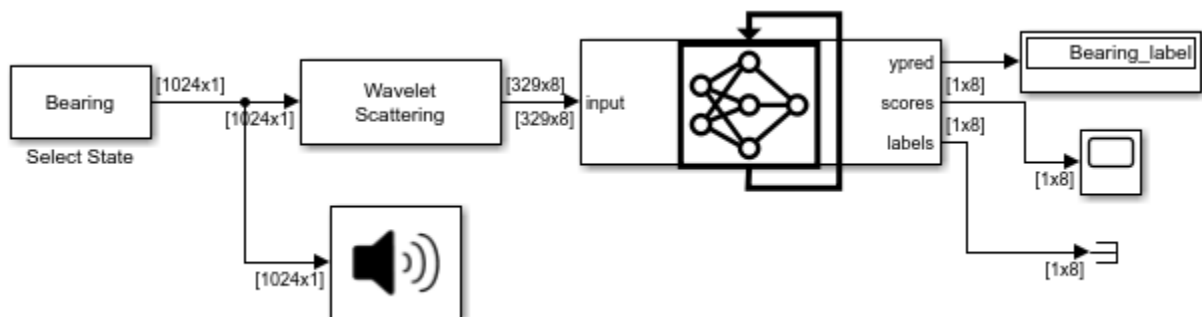 Bearing
Select State
[1024x1]
[1024x1]
Wavelet
Scattering
[329x8]
[329x8]
input
ypred
scores
labels
[1x8]
[1x8]
Bearing_label
[1x8]
[1x8]
[1024x1]